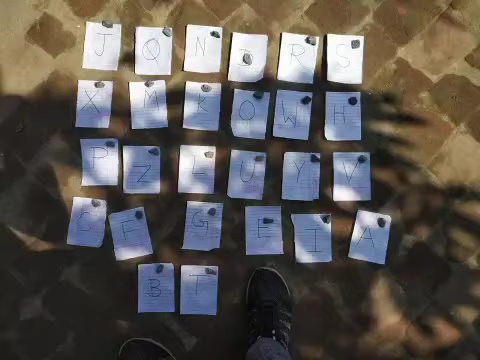 J Q N D R S
X M K O W H
P Z L U Y V
C F G E I A
B T